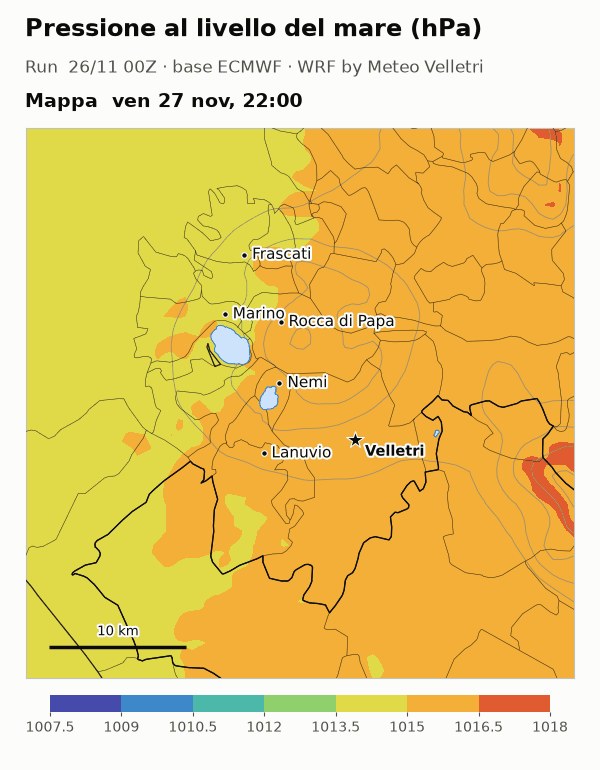 Pressione al livello del mare (hPa)
Run  26/11 00Z · base ECMWF · WRF by Meteo Velletri
Mappa  ven 27 nov, 22:00
Frascati
Marino
Rocca di Papa
Nemi
Velletri
Lanuvio
10 km
1007.5 1009 1010.5 1012 1013.5 1015 1016.5 1018